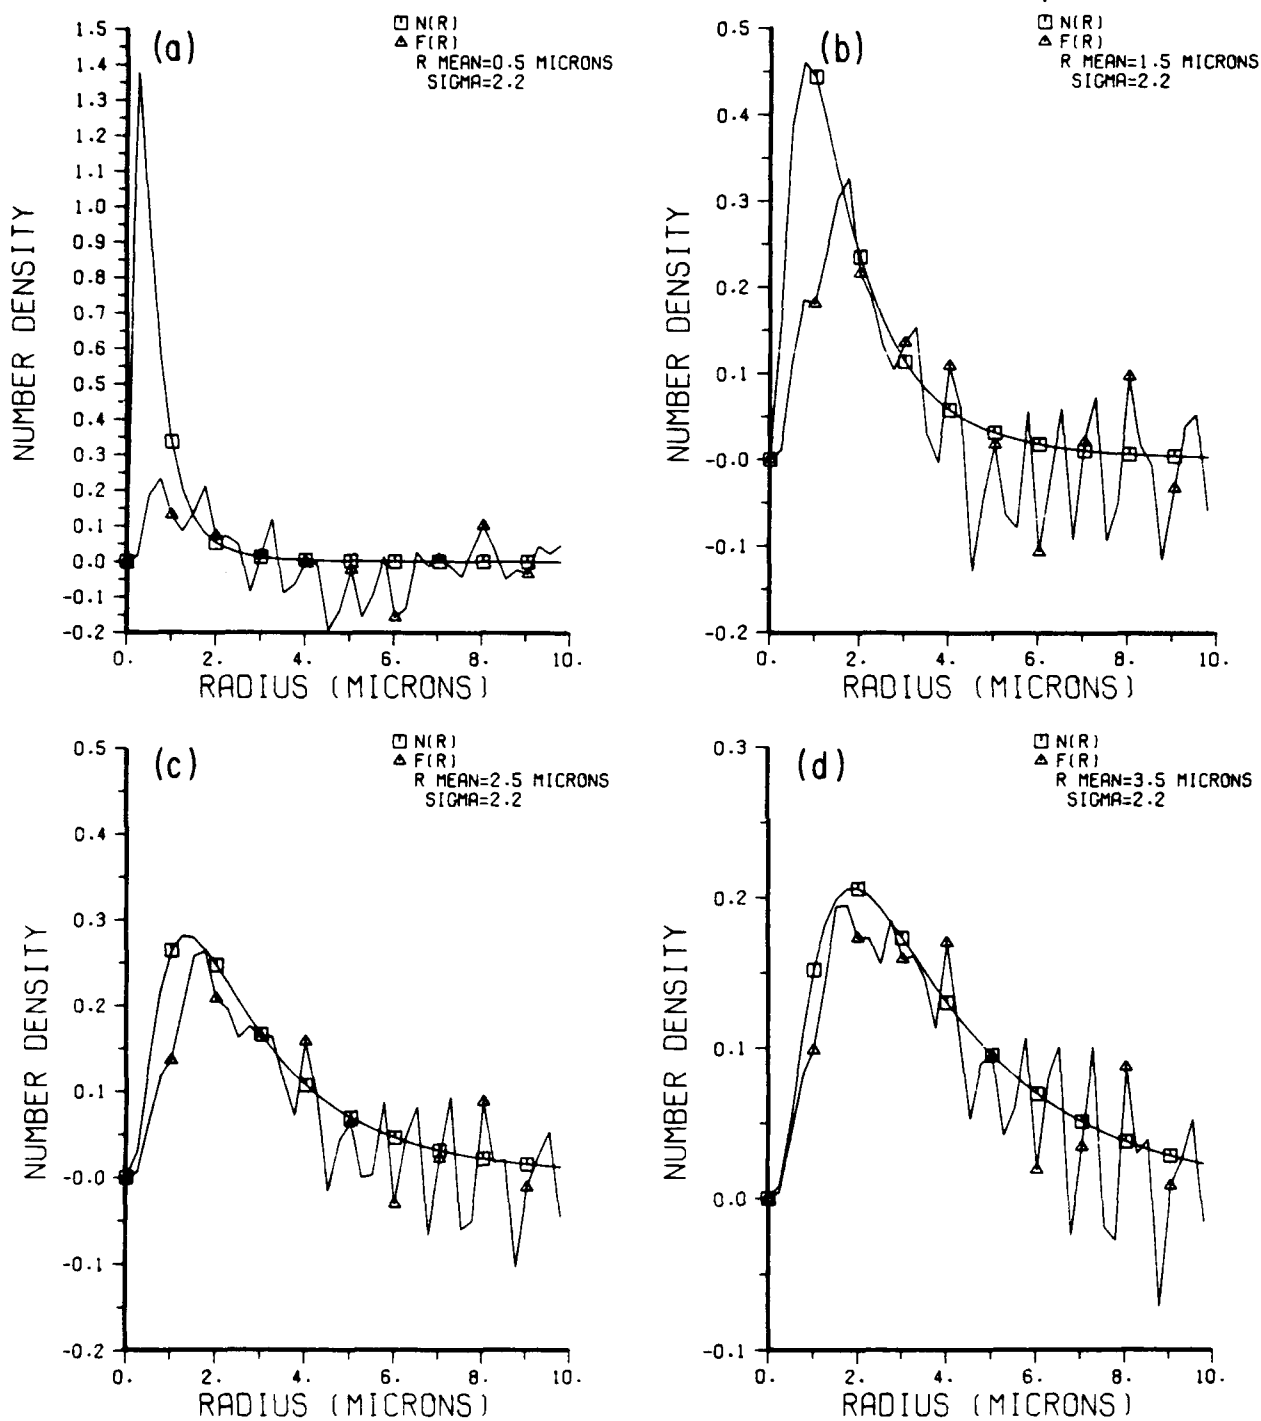 (a)
N(R)
F(R)
R MEAN=0.5 MICRONS
SIGMA=2.2
1.5
1.4
1.3
1.2
1.1
1.0
0.9
0.8
0.7
0.6
0.5
0.4
0.3
0.2
0.1
0.0
-0.1
-0.2
NUMBER DENSITY
0. 2. 4. 6. 8. 10.
RADIUS (MICRONS)
(b)
N(R)
F(R)
R MEAN=1.5 MICRONS
SIGMA=2.2
0.5
0.4
0.3
0.2
0.1
-0.0
-0.1
-0.2
NUMBER DENSITY
0. 2. 4. 6. 8. 10.
RADIUS (MICRONS)
(c)
N(R)
F(R)
R MEAN=2.5 MICRONS
SIGMA=2.2
0.5
0.4
0.3
0.2
0.1
-0.0
-0.1
-0.2
NUMBER DENSITY
0. 2. 4. 6. 8. 10.
RADIUS (MICRONS)
(d)
N(R)
F(R)
R MEAN=3.5 MICRONS
SIGMA=2.2
0.3
0.2
0.1
0.0
-0.1
NUMBER DENSITY
0. 2. 4. 6. 8. 10.
RADIUS (MICRONS)